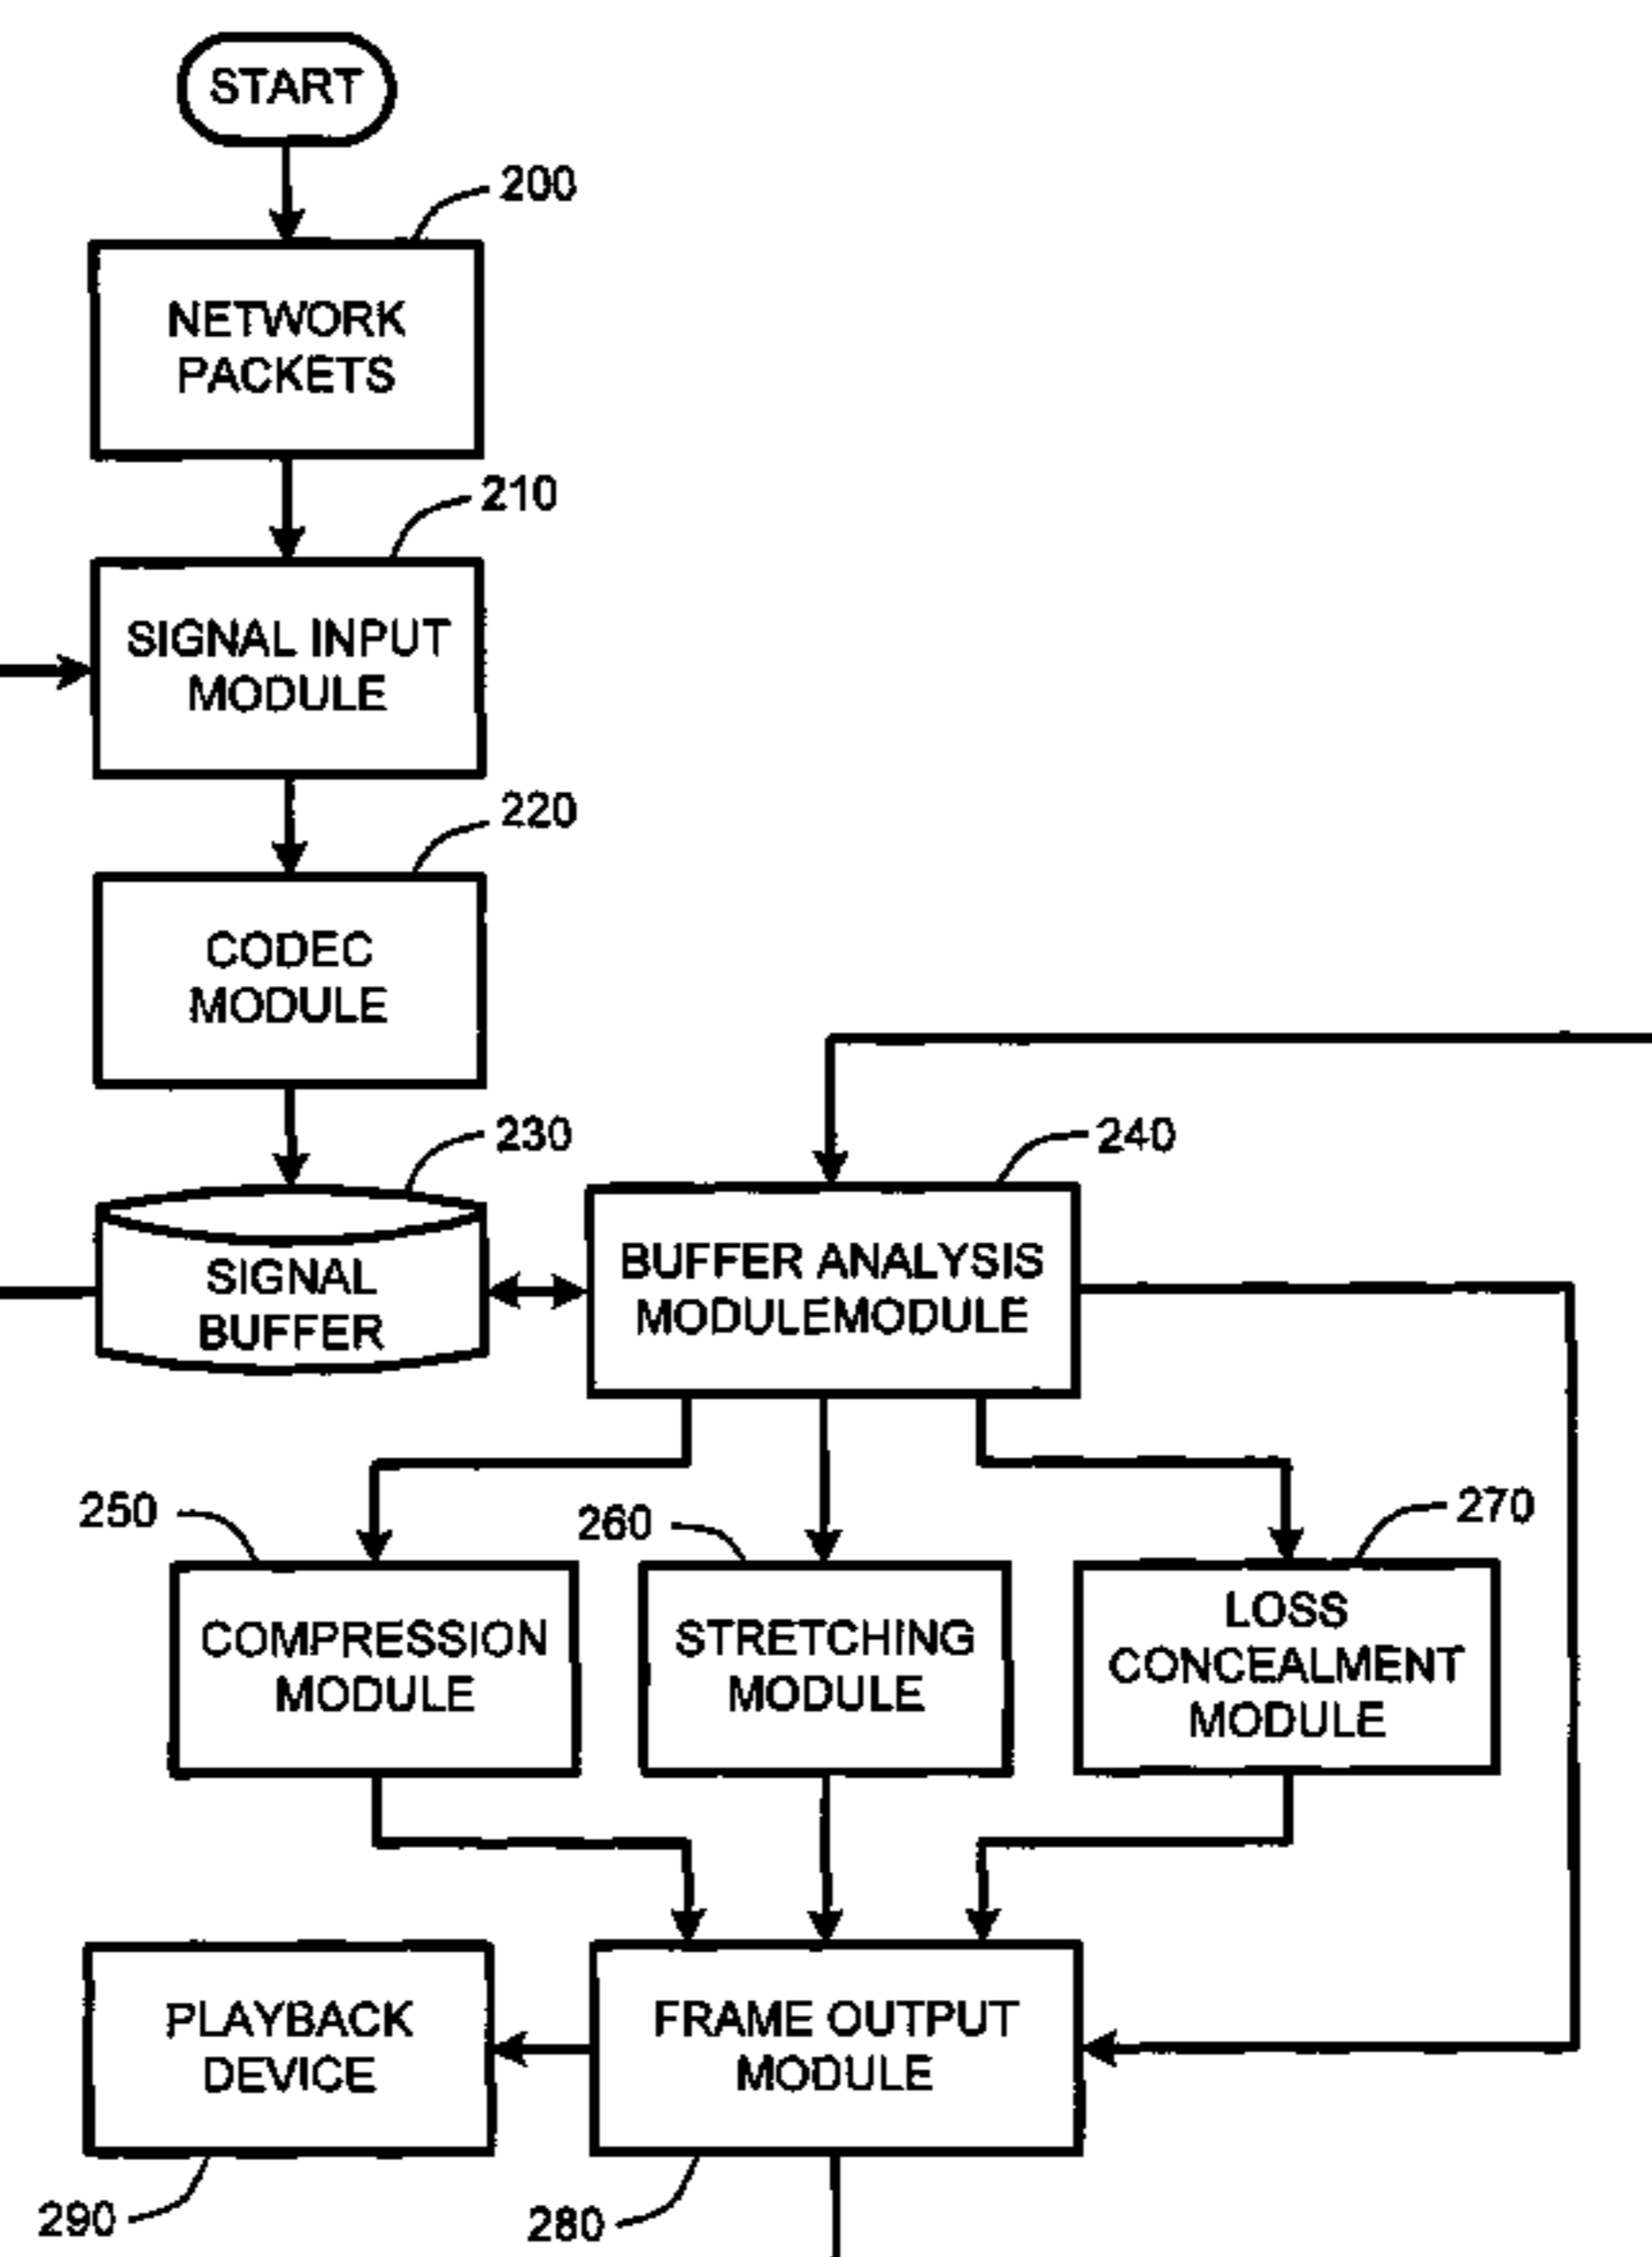 START
200
NETWORK
PACKETS
210
SIGNAL INPUT
MODULE
220
CODEC
MODULE
230
SIGNAL
BUFFER
240
BUFFER ANALYSIS
MODULEMODULE
250
COMPRESSION
MODULE
260
STRETCHING
MODULE
270
LOSS
CONCEALMENT
MODULE
PLAYBACK
DEVICE
290
FRAME OUTPUT
MODULE
280